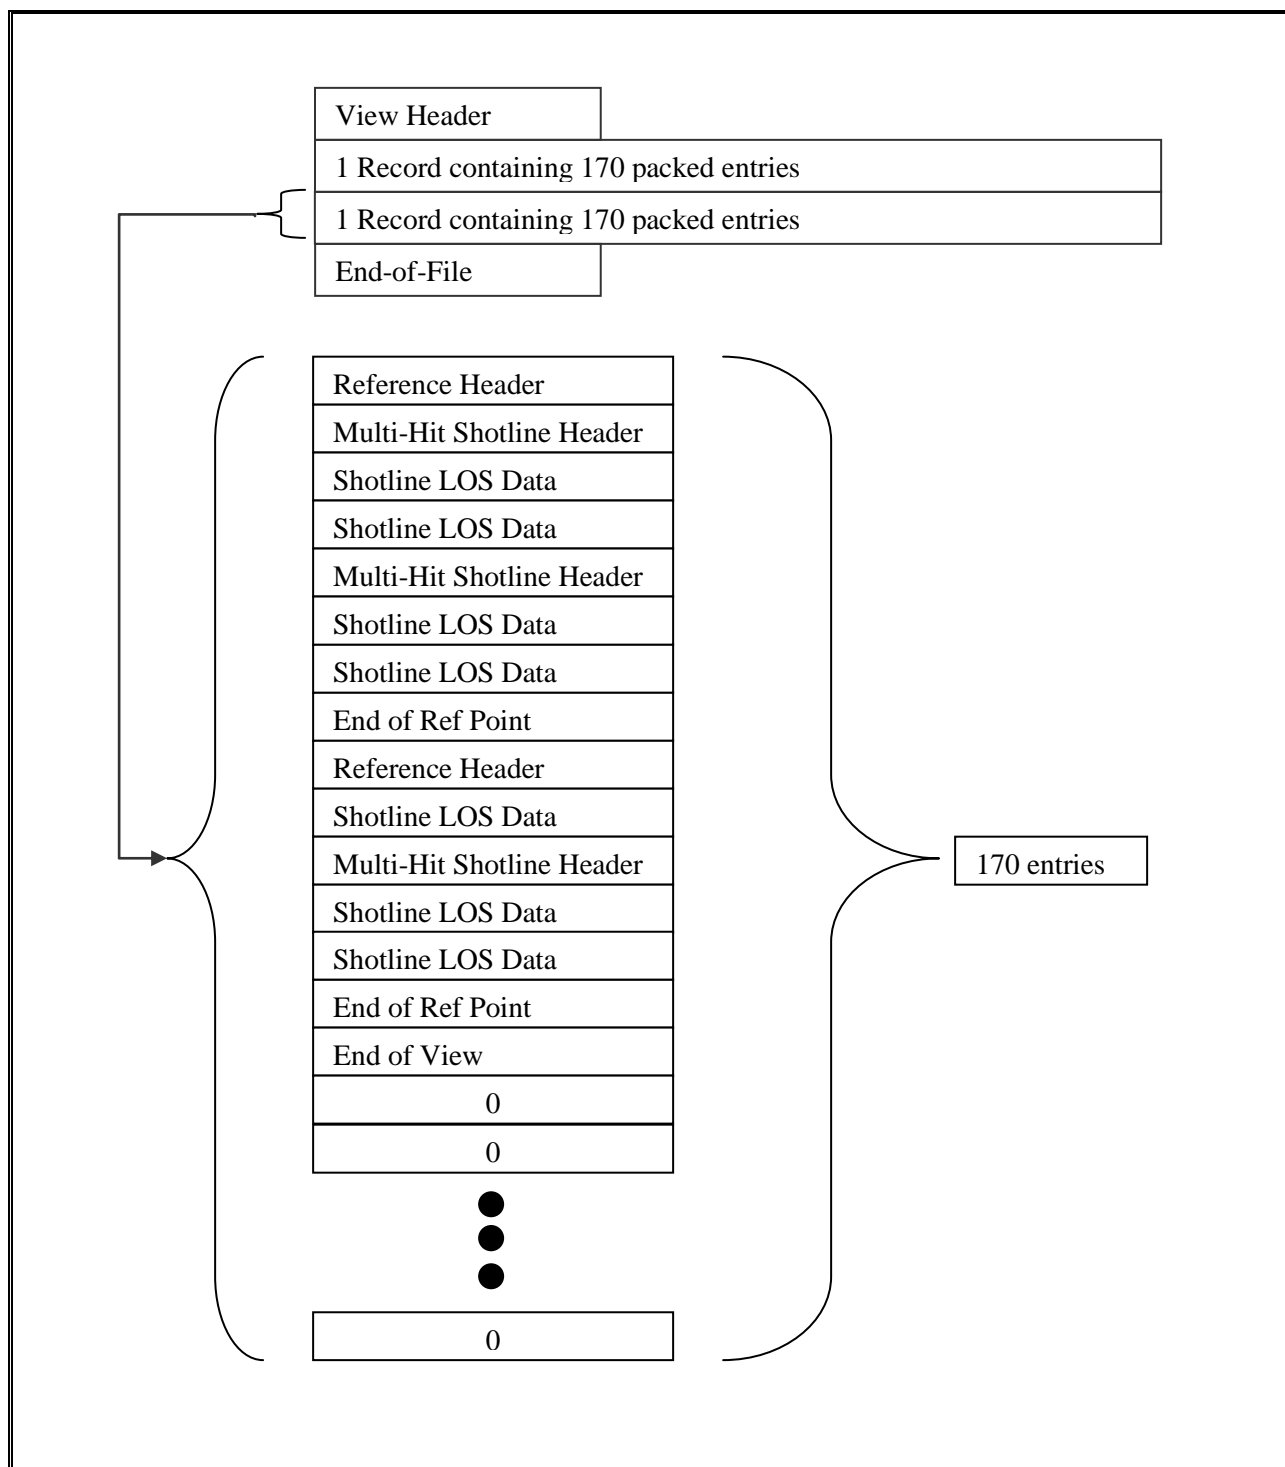 View Header
1 Record containing 170 packed entries
1 Record containing 170 packed entries
End-of-File
Reference Header
Multi-Hit Shotline Header
Shotline LOS Data
Shotline LOS Data
Multi-Hit Shotline Header
Shotline LOS Data
Shotline LOS Data
End of Ref Point
Reference Header
Shotline LOS Data
Multi-Hit Shotline Header
170 entries
Shotline LOS Data
Shotline LOS Data
End of Ref Point
End of View
0
0
0